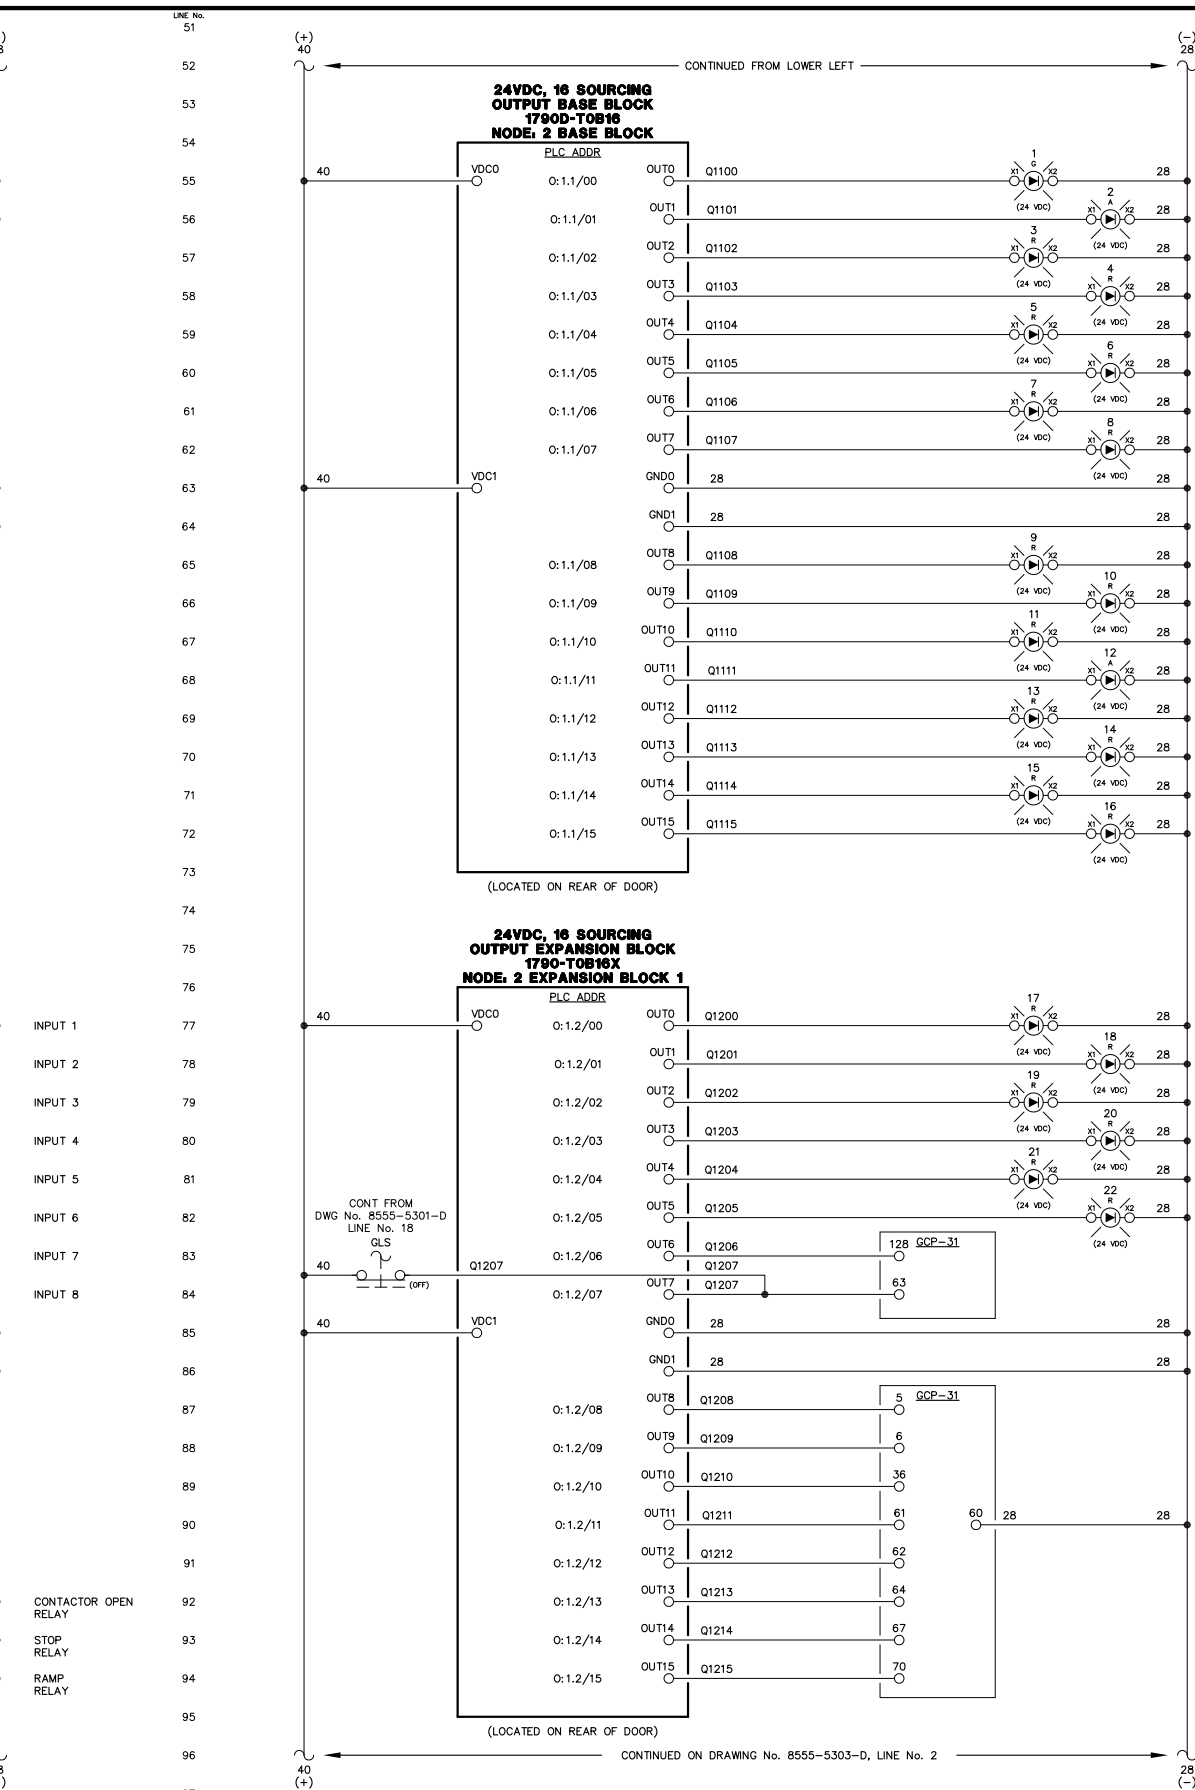 LINE No.
51
(+)
40
)
8
(-)
28
52
CONTINUED FROM LOWER LEFT
53
24VDC, 16 SOURCING
OUTPUT BASE BLOCK
1790D-T0B16
NODE: 2 BASE BLOCK
54
PLC ADDR
55 40 VDC0 O:1.1/00 OUT0 Q1100 1 G X1 X2 (24 VDC) 28
56 O:1.1/01 OUT1 Q1101 2 A X1 X2 (24 VDC) 28
57 O:1.1/02 OUT2 Q1102 3 R X1 X2 (24 VDC) 28
58 O:1.1/03 OUT3 Q1103 4 R X1 X2 (24 VDC) 28
59 O:1.1/04 OUT4 Q1104 5 R X1 X2 (24 VDC) 28
60 O:1.1/05 OUT5 Q1105 6 R X1 X2 (24 VDC) 28
61 O:1.1/06 OUT6 Q1106 7 R X1 X2 (24 VDC) 28
62 O:1.1/07 OUT7 Q1107 8 R X1 X2 (24 VDC) 28
63 40 VDC1 GND0 28 28
64 GND1 28 28
65 O:1.1/08 OUT8 Q1108 9 R X1 X2 (24 VDC) 28
66 O:1.1/09 OUT9 Q1109 10 R X1 X2 (24 VDC) 28
67 O:1.1/10 OUT10 Q1110 11 R X1 X2 (24 VDC) 28
68 O:1.1/11 OUT11 Q1111 12 A X1 X2 (24 VDC) 28
69 O:1.1/12 OUT12 Q1112 13 R X1 X2 (24 VDC) 28
70 O:1.1/13 OUT13 Q1113 14 R X1 X2 (24 VDC) 28
71 O:1.1/14 OUT14 Q1114 15 R X1 X2 (24 VDC) 28
72 O:1.1/15 OUT15 Q1115 16 R X1 X2 (24 VDC) 28
73
(LOCATED ON REAR OF DOOR)
74
24VDC, 16 SOURCING
75
OUTPUT EXPANSION BLOCK
1790-T0B16X
NODE: 2 EXPANSION BLOCK 1
76
PLC ADDR
INPUT 1 77 40 VDC0 O:1.2/00 OUT0 Q1200 17 R X1 X2 (24 VDC) 28
INPUT 2 78 O:1.2/01 OUT1 Q1201 18 R X1 X2 (24 VDC) 28
INPUT 3 79 O:1.2/02 OUT2 Q1202 19 R X1 X2 (24 VDC) 28
INPUT 4 80 O:1.2/03 OUT3 Q1203 20 R X1 X2 (24 VDC) 28
INPUT 5 81 O:1.2/04 OUT4 Q1204 21 R X1 X2 (24 VDC) 28
CONT FROM
DWG No. 8555-5301-D
LINE No. 18
GLS
INPUT 6 82 O:1.2/05 OUT5 Q1205 22 R X1 X2 (24 VDC) 28
INPUT 7 83 O:1.2/06 OUT6 Q1206 128 GCP-31
40 (OFF) Q1207 Q1207
INPUT 8 84 O:1.2/07 OUT7 Q1207 63
85 40 VDC1 GND0 28 28
86 GND1 28 28
87 O:1.2/08 OUT8 Q1208 5 GCP-31
88 O:1.2/09 OUT9 Q1209 6
89 O:1.2/10 OUT10 Q1210 36
90 O:1.2/11 OUT11 Q1211 61 60 28 28
91 O:1.2/12 OUT12 Q1212 62
CONTACTOR OPEN
RELAY
92 O:1.2/13 OUT13 Q1213 64
STOP
RELAY
93 O:1.2/14 OUT14 Q1214 67
RAMP
RELAY
94 O:1.2/15 OUT15 Q1215 70
95
(LOCATED ON REAR OF DOOR)
96
CONTINUED ON DRAWING No. 8555-5303-D, LINE No. 2
8
)
40
(+)
28
(-)